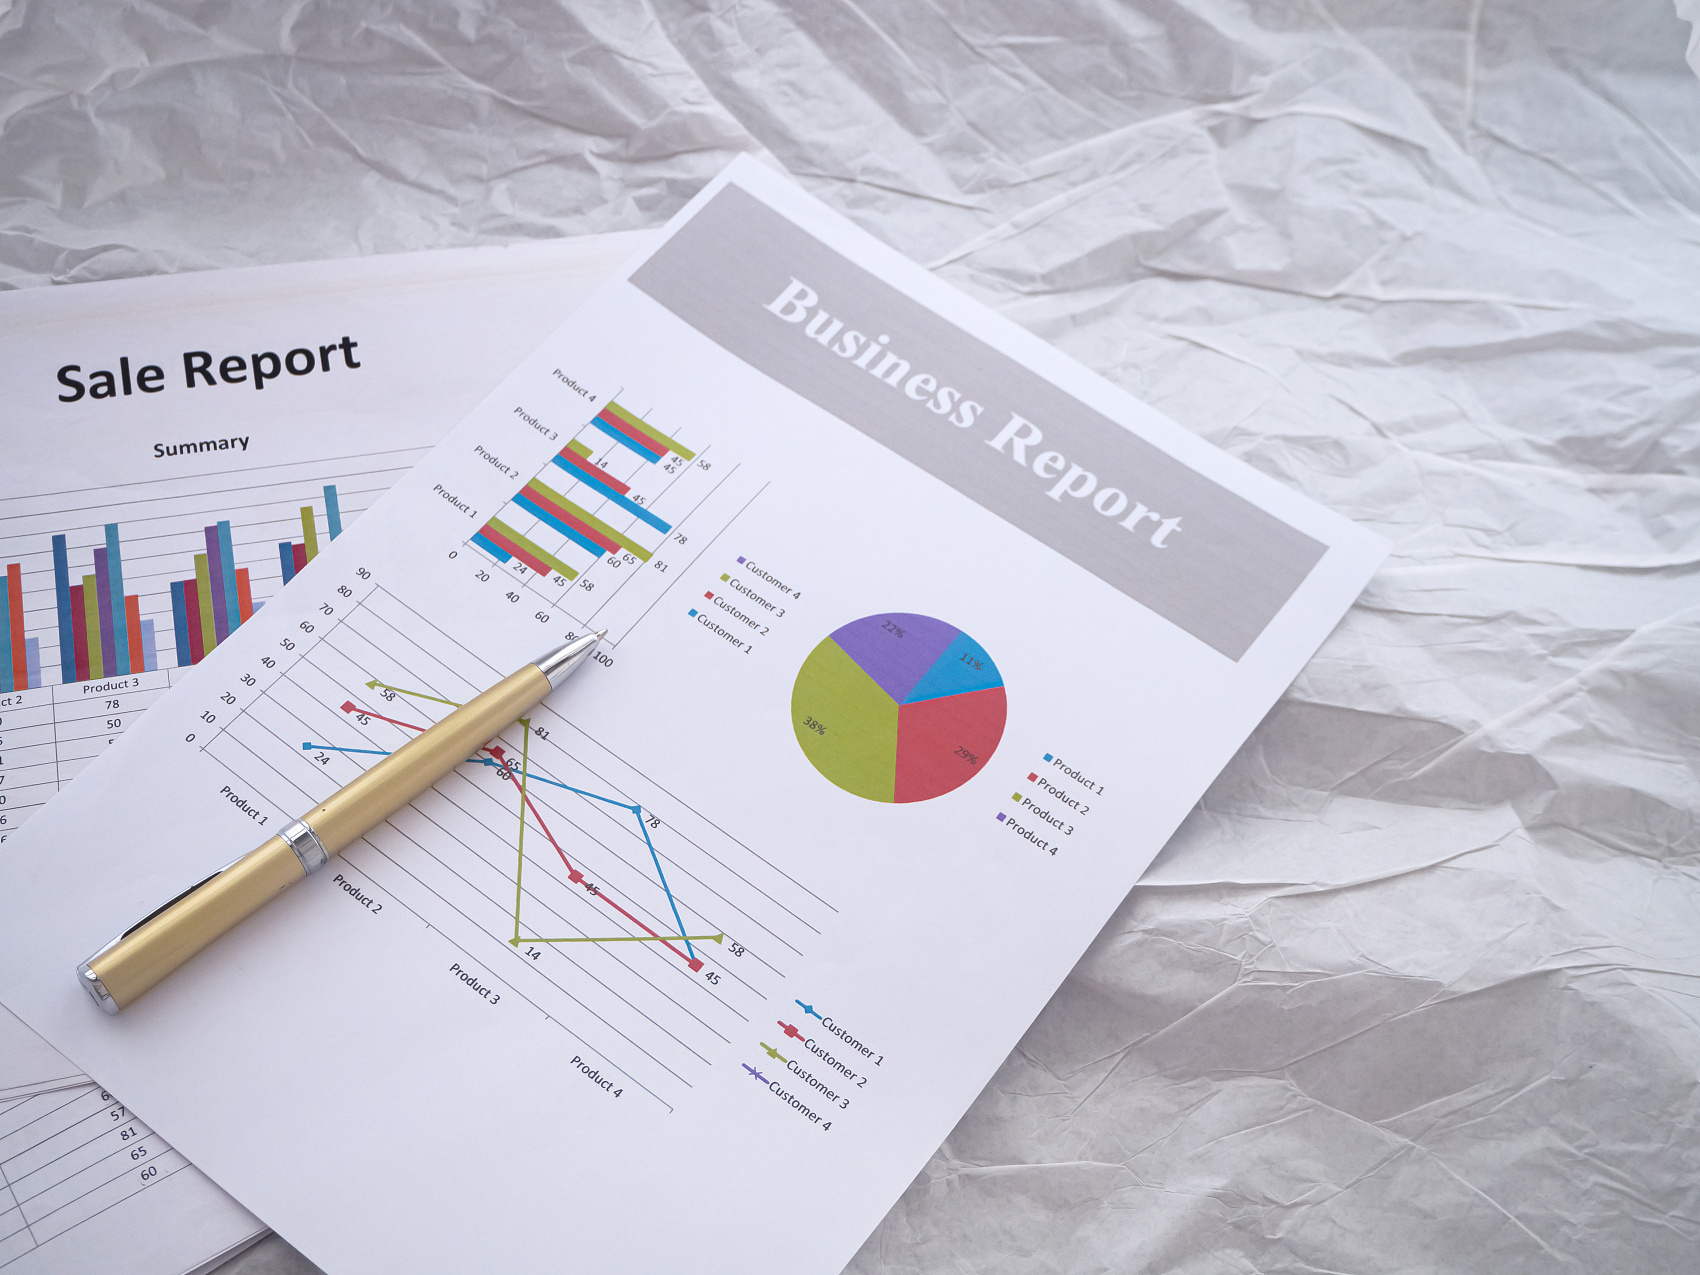 Business Report
Product 4
Product 3
Product 2
Product 1
58
45
45
14
45
78
81
65
60
58
45
24
0
20
40
60
100
Customer 4
Customer 3
Customer 2
Customer 1
22%
11%
38%
29%
Product 1
Product 2
Product 3
Product 4
90
80
70
60
50
40
30
20
10
0
58
45
24
81
65
60
78
45
14
58
45
Product 1
Product 2
Product 3
Product 4
Customer 1
Customer 2
Customer 3
Customer 4
Sale Report
Summary
Product 3
78
50
57
81
65
60